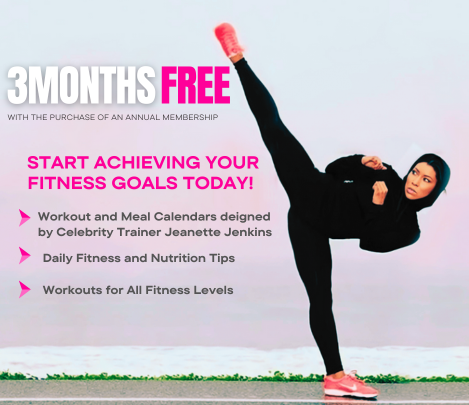 3MONTHS FREE
WITH THE PURCHASE OF AN ANNUAL MEMBERSHIP
START ACHIEVING YOUR
FITNESS GOALS TODAY!
Workout and Meal Calendars deigned
by Celebrity Trainer Jeanette Jenkins
Daily Fitness and Nutrition Tips
Workouts for All Fitness Levels